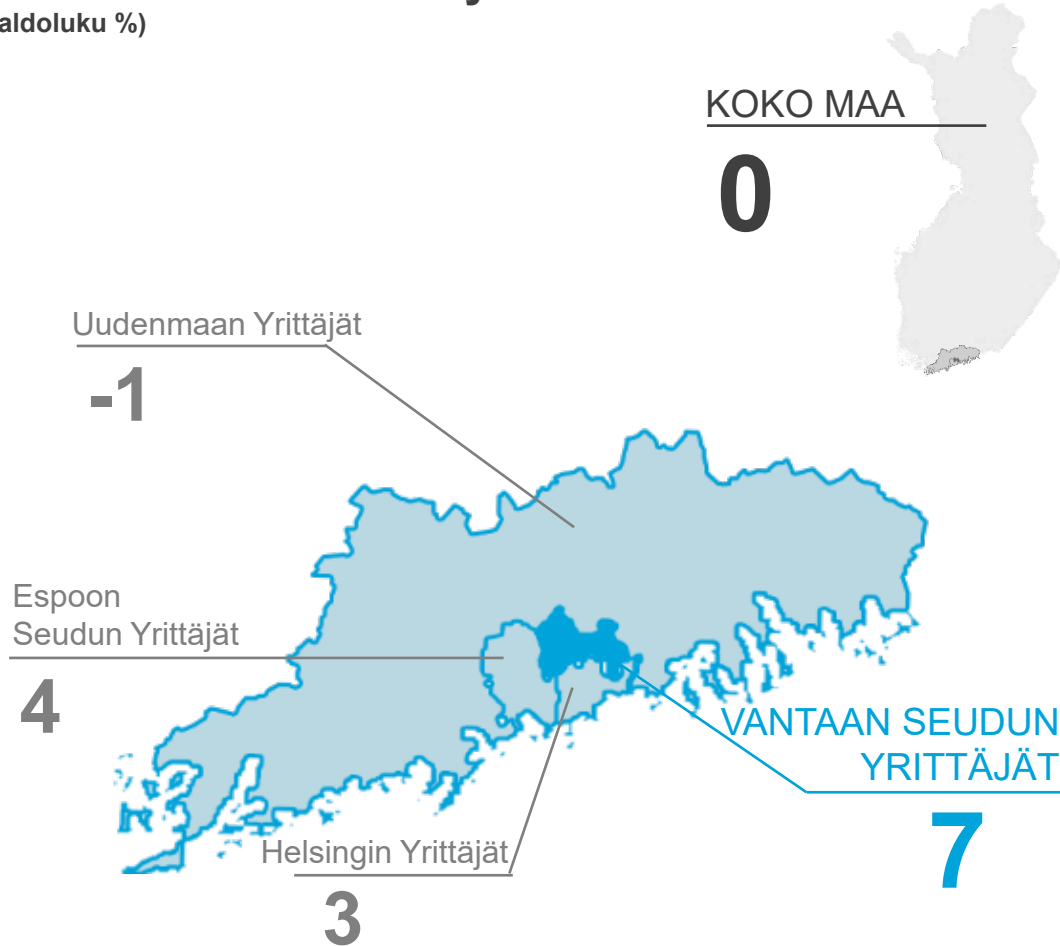 aldoluku %)
KOKO MAA
0
Uudenmaan Yrittäjät
-1
Espoon
Seudun Yrittäjät
4
VANTAAN SEUDUN
YRITTÄJÄT
7
Helsingin Yrittäjät
3